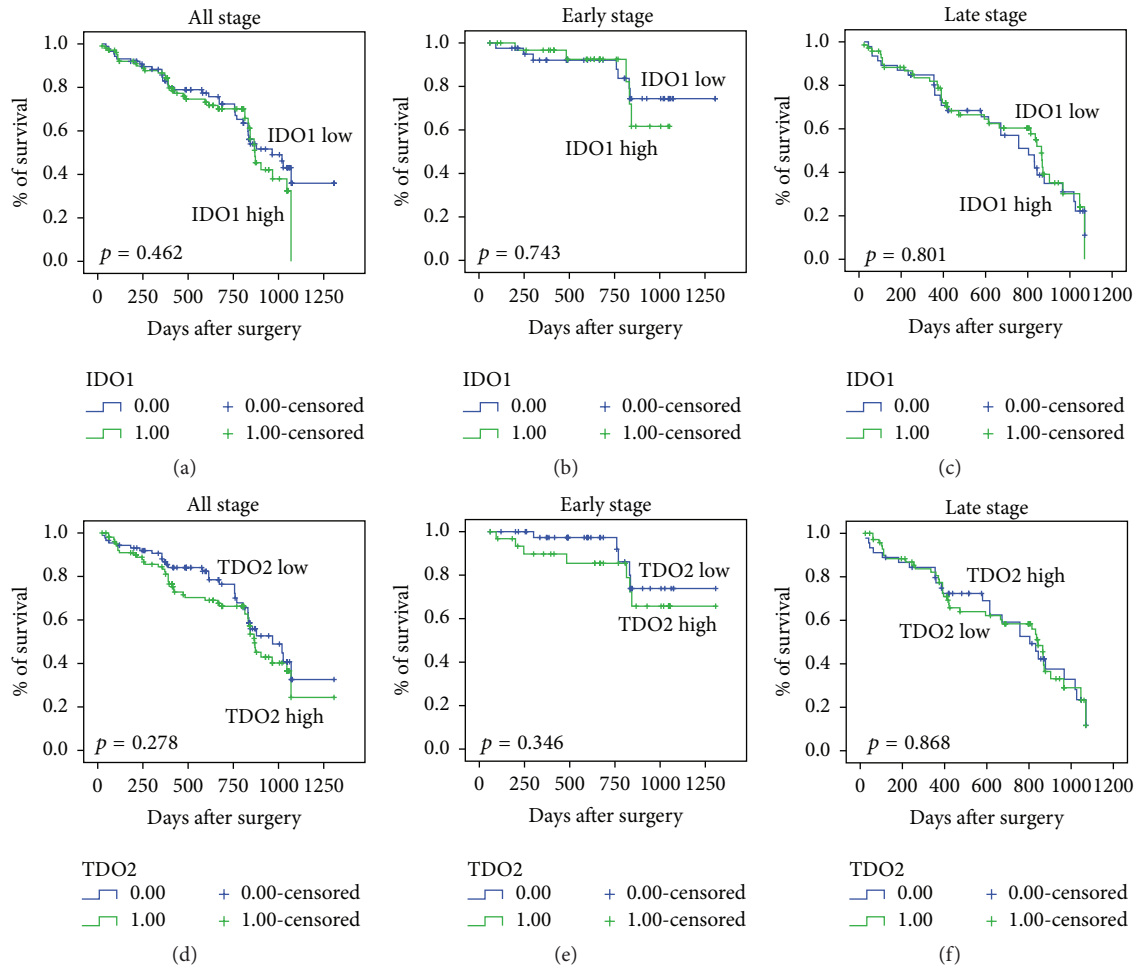 All stage
Early stage
Late stage
% of survival
1.0
0.8
0.6
0.4
0.2
0.0
IDO1 low
IDO1 high
p = 0.462
0 250 500 750 1000 1250
Days after surgery
% of survival
1.0
0.8
0.6
0.4
0.2
0.0
IDO1 low
IDO1 high
p = 0.743
0 250 500 750 1000 1250
Days after surgery
% of survival
1.0
0.8
0.6
0.4
0.2
0.0
IDO1 low
IDO1 high
p = 0.801
0 200 400 600 800 1000 1200
Days after surgery
IDO1
0.00 0.00-censored
1.00 1.00-censored
(a)
IDO1
0.00 0.00-censored
1.00 1.00-censored
(b)
IDO1
0.00 0.00-censored
1.00 1.00-censored
(c)
All stage
Early stage
Late stage
% of survival
1.0
0.8
0.6
0.4
0.2
0.0
TDO2 low
TDO2 high
p = 0.278
0 250 500 750 1000 1250
Days after surgery
% of survival
1.0
0.8
0.6
0.4
0.2
0.0
TDO2 low
TDO2 high
p = 0.346
0 250 500 750 1000 1250
Days after surgery
% of survival
1.0
0.8
0.6
0.4
0.2
0.0
TDO2 high
TDO2 low
p = 0.868
0 200 400 600 800 1000 1200
Days after surgery
TDO2
0.00 0.00-censored
1.00 1.00-censored
(d)
TDO2
0.00 0.00-censored
1.00 1.00-censored
(e)
TDO2
0.00 0.00-censored
1.00 1.00-censored
(f)